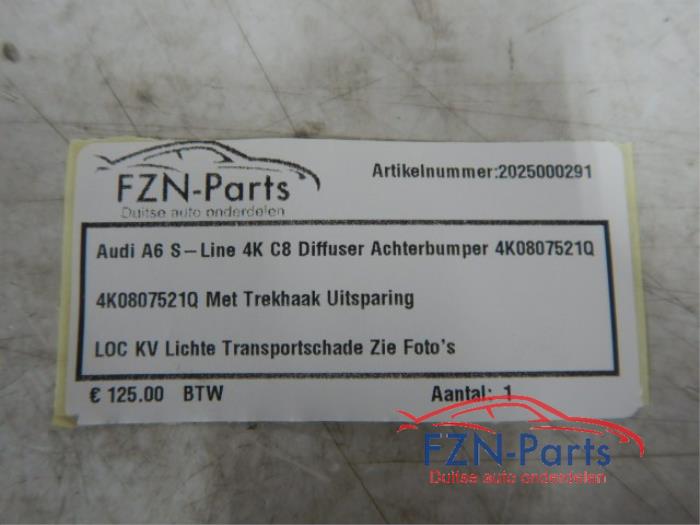 FZN-Parts
Duitse auto onderdelen
Artikelnummer:2025000291
Audi A6 S-Line 4K C8 Diffuser Achterbumper 4K0807521Q
4K0807521Q Met Trekhaak Uitsparing
LOC KV Lichte Transportschade Zie Foto's
€ 125.00 BTW
Aantal: 1
FZN-Parts
Duitse auto onderdelen